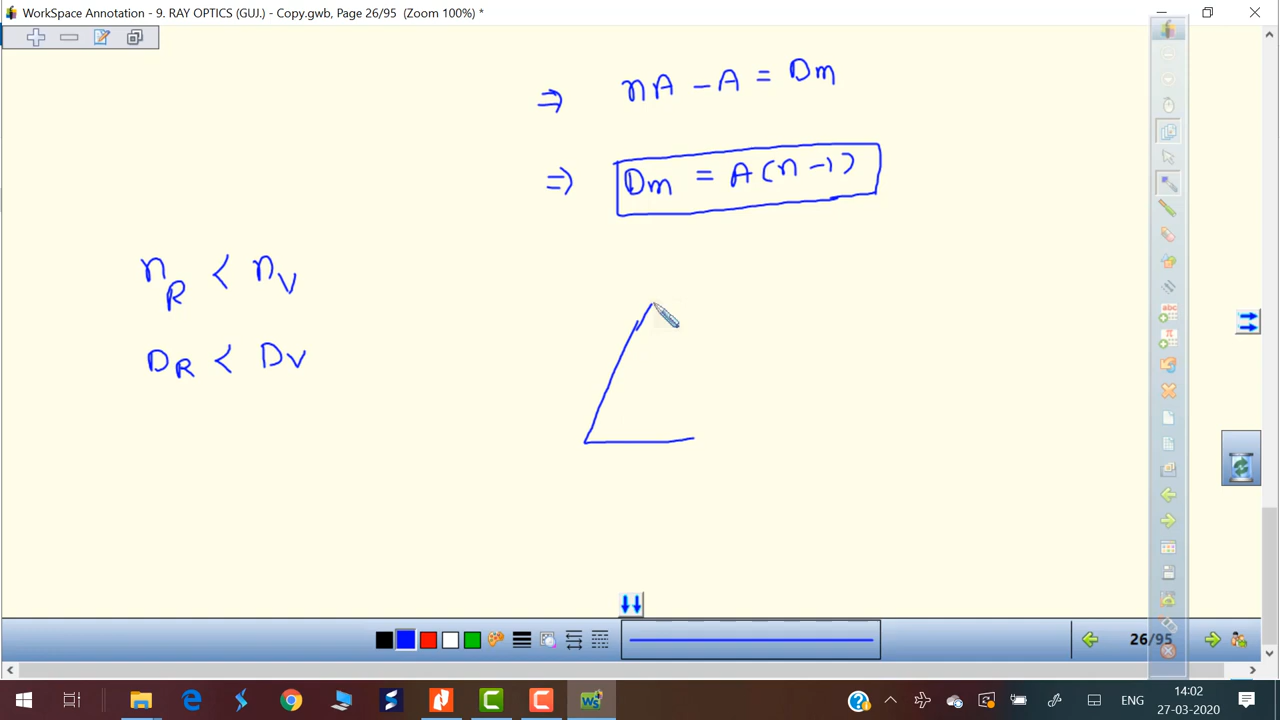 WorkSpace Annotation - 9. RAY OPTICS (GUJ.) - Copy.gwb, Page 26/95 (Zoom 100%) *
⇒ nA - A = Dm
⇒ Dm = A(n-1)
nR < nV
DR < DV
abc
π
26/95
ENG
14:02
27-03-2020